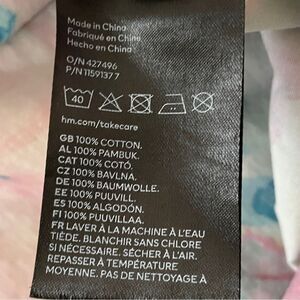 Made in China
Fabriqué en Chine
Hecho en China
O/N 427496
P/N 11591377
40
hm.com/takecare
GB 100% COTTON.
AL 100% PAMBUK.
CAT 100% COTÓ.
CZ 100% BAVLNA.
DE 100% BAUMWOLLE.
EE 100% PUUVILL.
ES 100% ALGODÓN.
FI 100% PUUVILLAA.
FR LAVER À LA MACHINE À L'EAU
TIÈDE. BLANCHIR SANS CHLORE
SI NÉCESSAIRE. SÉCHER À L'AIR.
REPASSER À TEMPÉRATURE
MOYENNE. PAS DE NETTOYAGE À